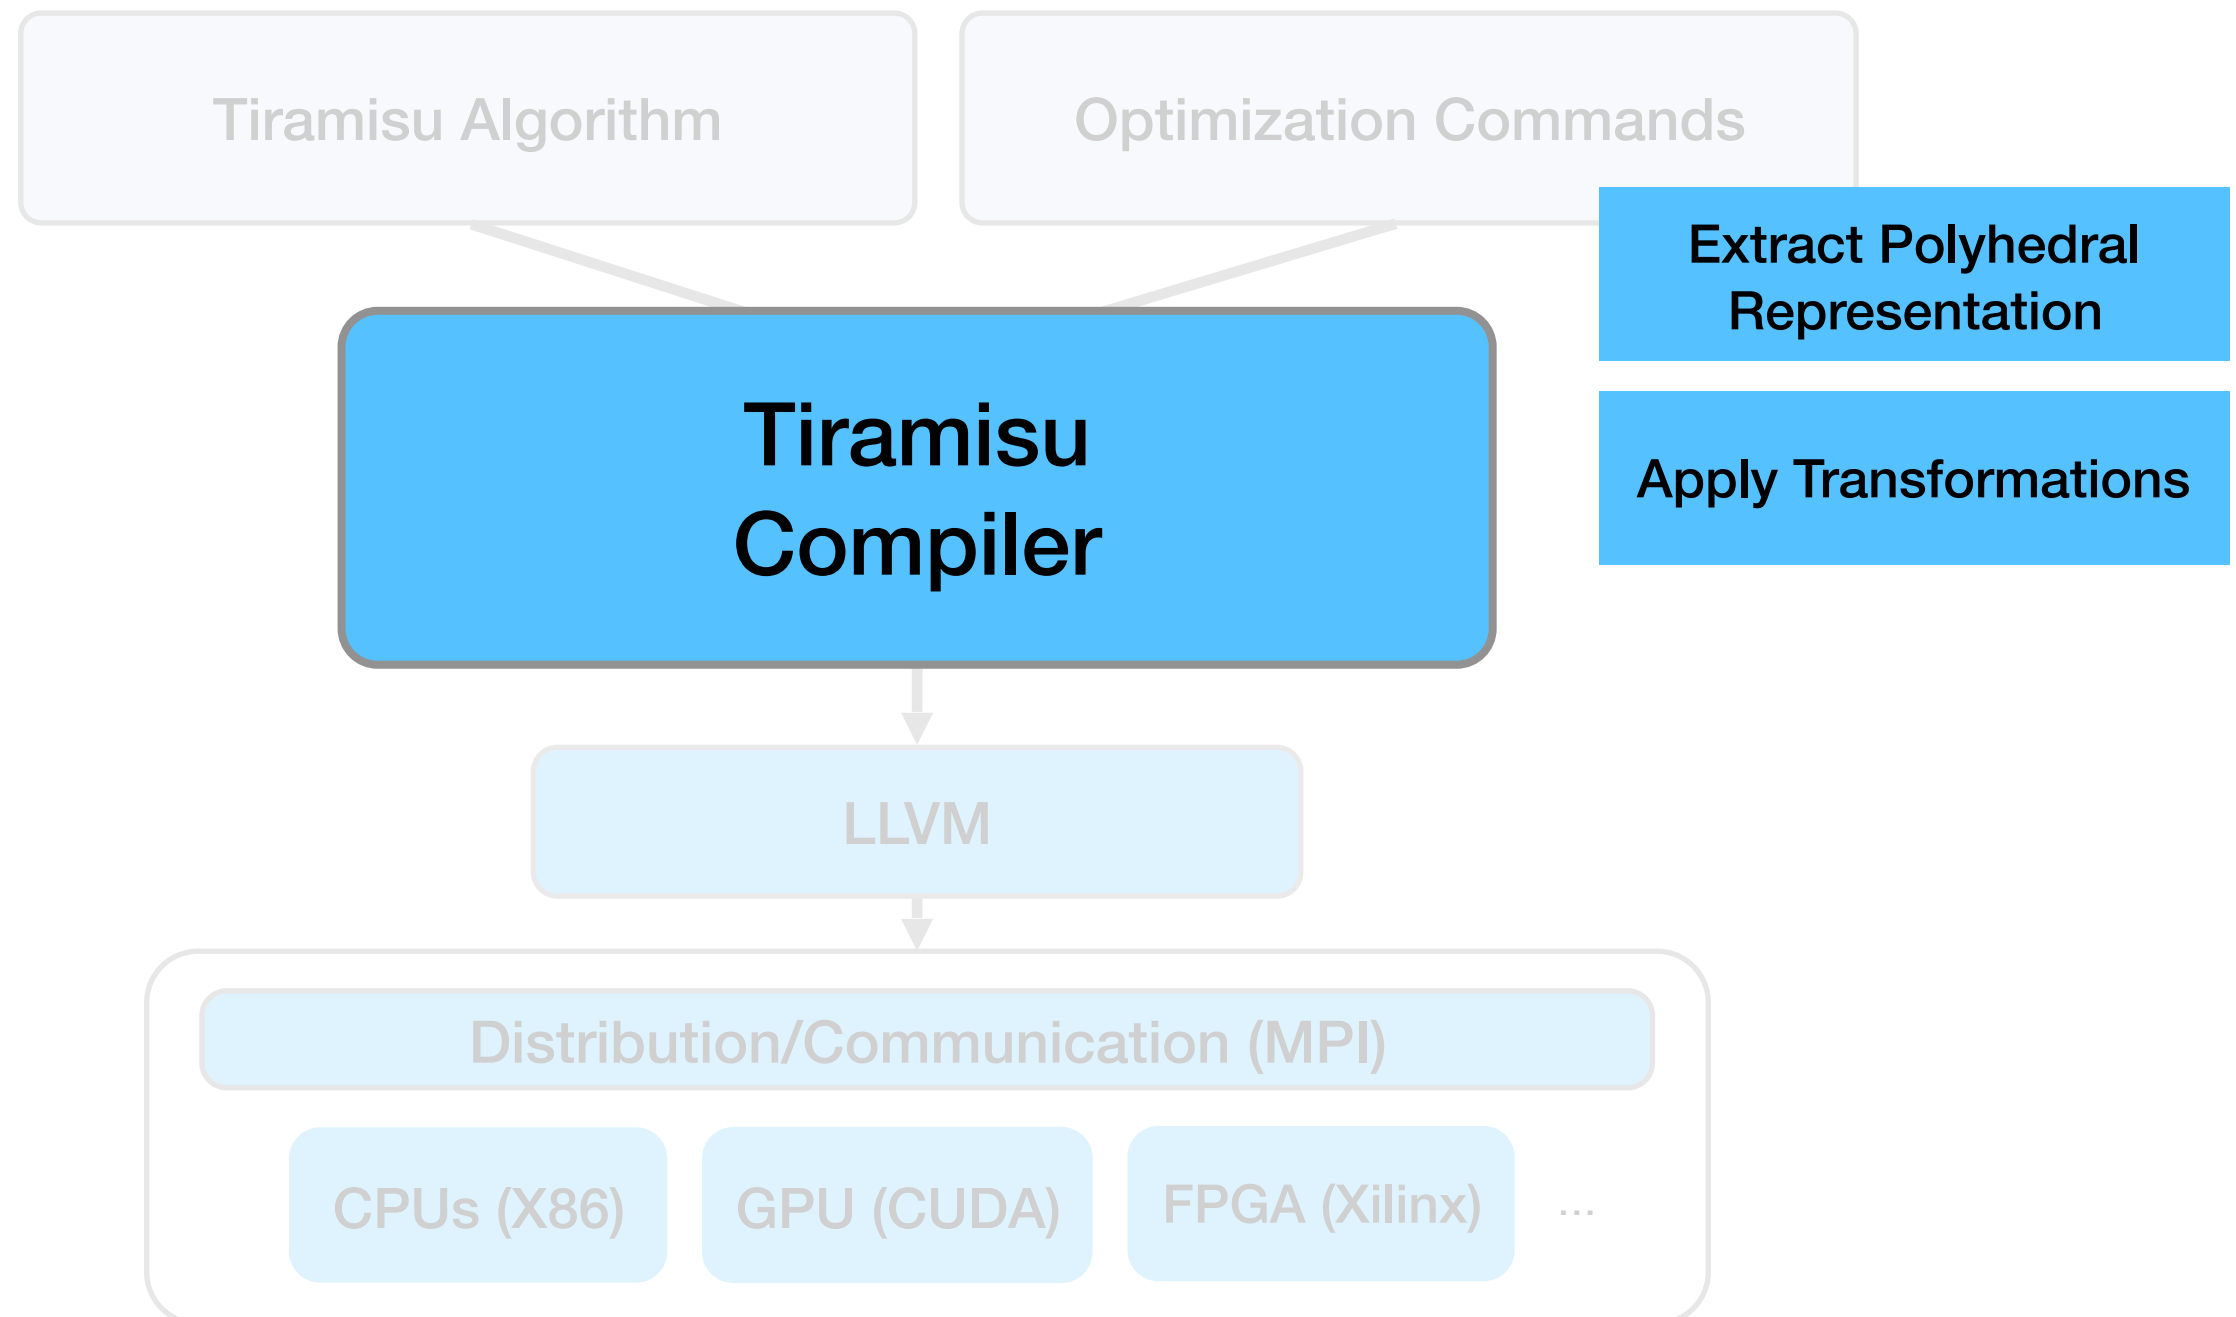 Tiramisu Algorithm
Optimization Commands
Extract Polyhedral
Representation
Apply Transformations
Tiramisu
Compiler
LLVM
Distribution/Communication (MPI)
CPUs (X86)
GPU (CUDA)
FPGA (Xilinx)
...